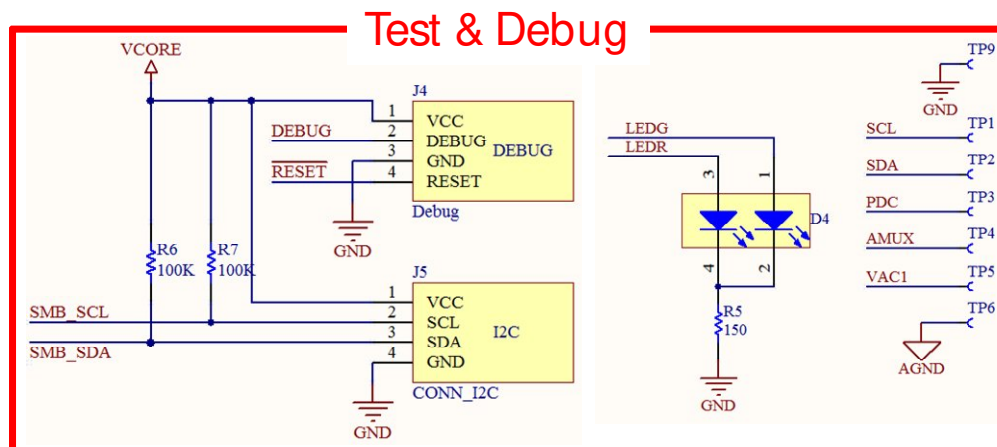 Test & Debug
VCORE
J4
1 VCC
DEBUG 2 DEBUG DEBUG
3 GND
RESET 4 RESET
Debug
GND
R6
100K
R7
100K
J5
1 VCC
SMB_SCL 2 SCL I2C
SMB_SDA 3 SDA
4 GND
CONN_I2C
GND
LEDG
LEDR
3 1
D4
4 2
R5
150
GND
TP9
GND
SCL TP1
SDA TP2
PDC TP3
AMUX TP4
VAC1 TP5
TP6
AGND